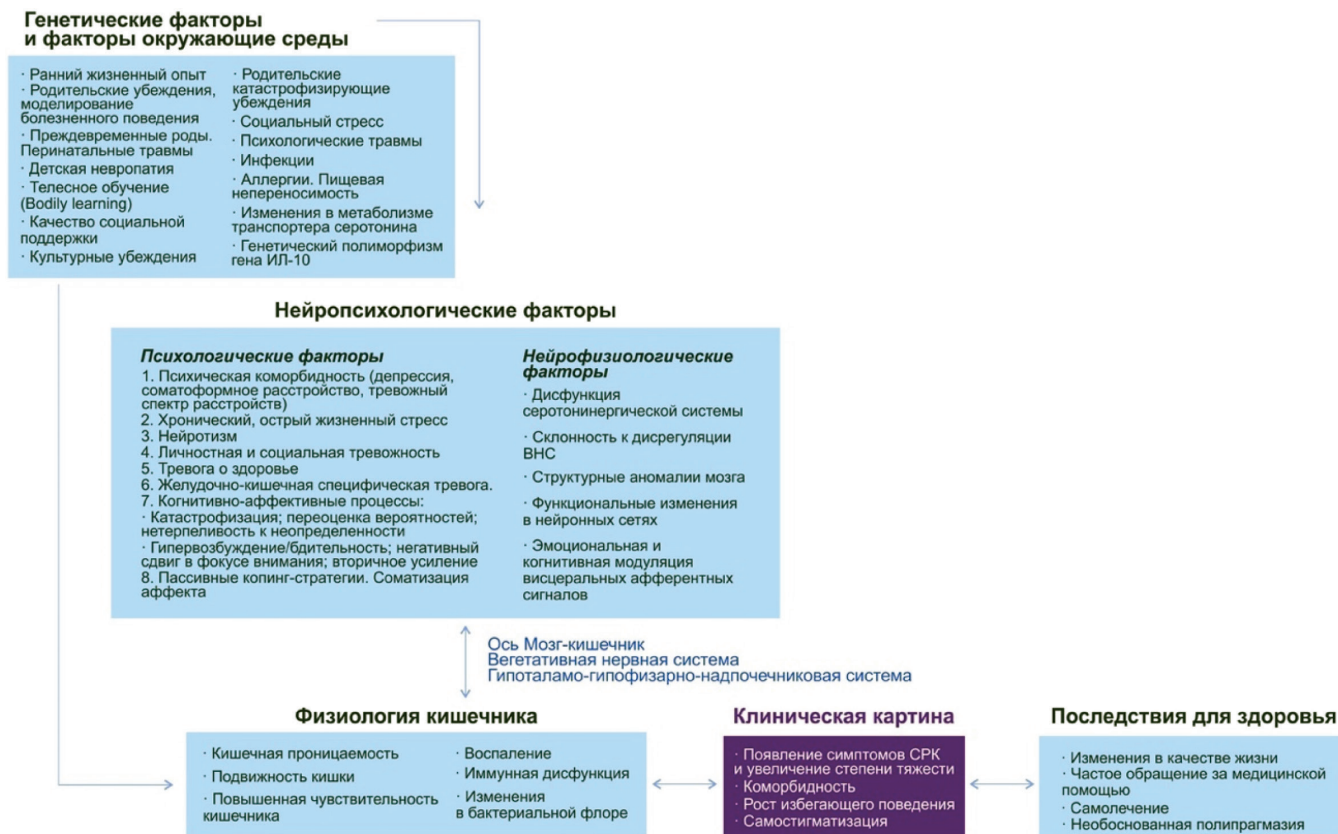 Генетические факторы
и факторы окружающие среды
· Ранний жизненный опыт
· Родительские убеждения,
моделирование
болезненного поведения
· Преждевременные роды.
Перинатальные травмы
· Детская невропатия
· Телесное обучение
(Bodily learning)
· Качество социальной
поддержки
· Культурные убеждения
· Родительские
катастрофизирующие
убеждения
· Социальный стресс
· Психологические травмы
· Инфекции
· Аллергии. Пищевая
непереносимость
· Изменения в метаболизме
транспортера серотонина
· Генетический полиморфизм
гена ИЛ-10
Нейропсихологические факторы
Психологические факторы
1. Психическая коморбидность (депрессия,
соматоформное расстройство, тревожный
спектр расстройств)
2. Хронический, острый жизненный стресс
3. Нейротизм
4. Личностная и социальная тревожность
5. Тревога о здоровье
6. Желудочно-кишечная специфическая тревога.
7. Когнитивно-аффективные процессы:
· Катастрофизация; переоценка вероятностей;
нетерпеливость к неопределенности
· Гипервозбуждение/бдительность; негативный
сдвиг в фокусе внимания; вторичное усиление
8. Пассивные копинг-стратегии. Соматизация
аффекта
Нейрофизиологические
факторы
· Дисфункция
серотонинергической системы
· Склонность к дисрегуляции
ВНС
· Структурные аномалии мозга
· Функциональные изменения
в нейронных сетях
· Эмоциональная и
когнитивная модуляция
висцеральных афферентных
сигналов
Ось Мозг-кишечник
Вегетативная нервная система
Гипоталамо-гипофизарно-надпочечниковая система
Физиология кишечника
· Кишечная проницаемость
· Подвижность кишки
· Повышенная чувствительность
кишечника
· Воспаление
· Иммунная дисфункция
· Изменения
в бактериальной флоре
Клиническая картина
· Появление симптомов СРК
и увеличение степени тяжести
· Коморбидность
· Рост избегающего поведения
· Самостигматизация
Последствия для здоровья
· Изменения в качестве жизни
· Частое обращение за медицинской
помощью
· Самолечение
· Необоснованная полипрагмазия